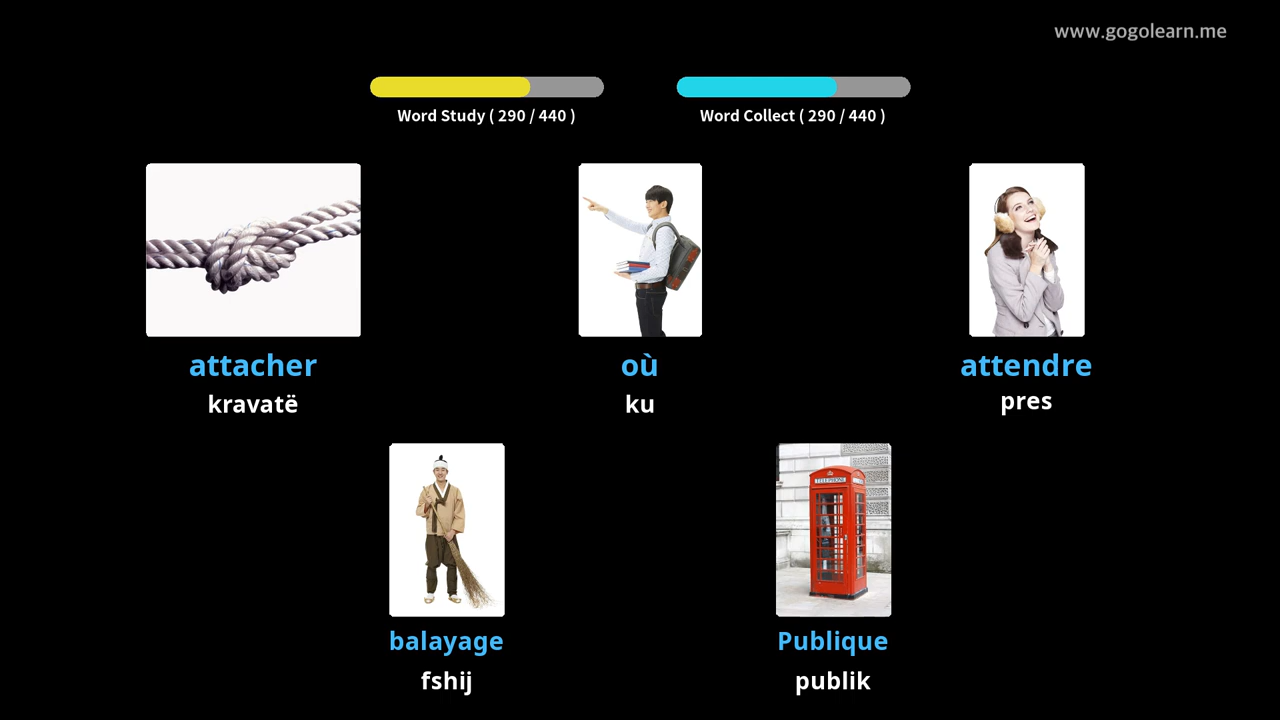 www.gogolearn.me
Word Study ( 290 / 440 )
Word Collect ( 290 / 440 )
attacher
kravatë
où
ku
attendre
pres
TELEPHONE
balayage
fshij
Publique
publik